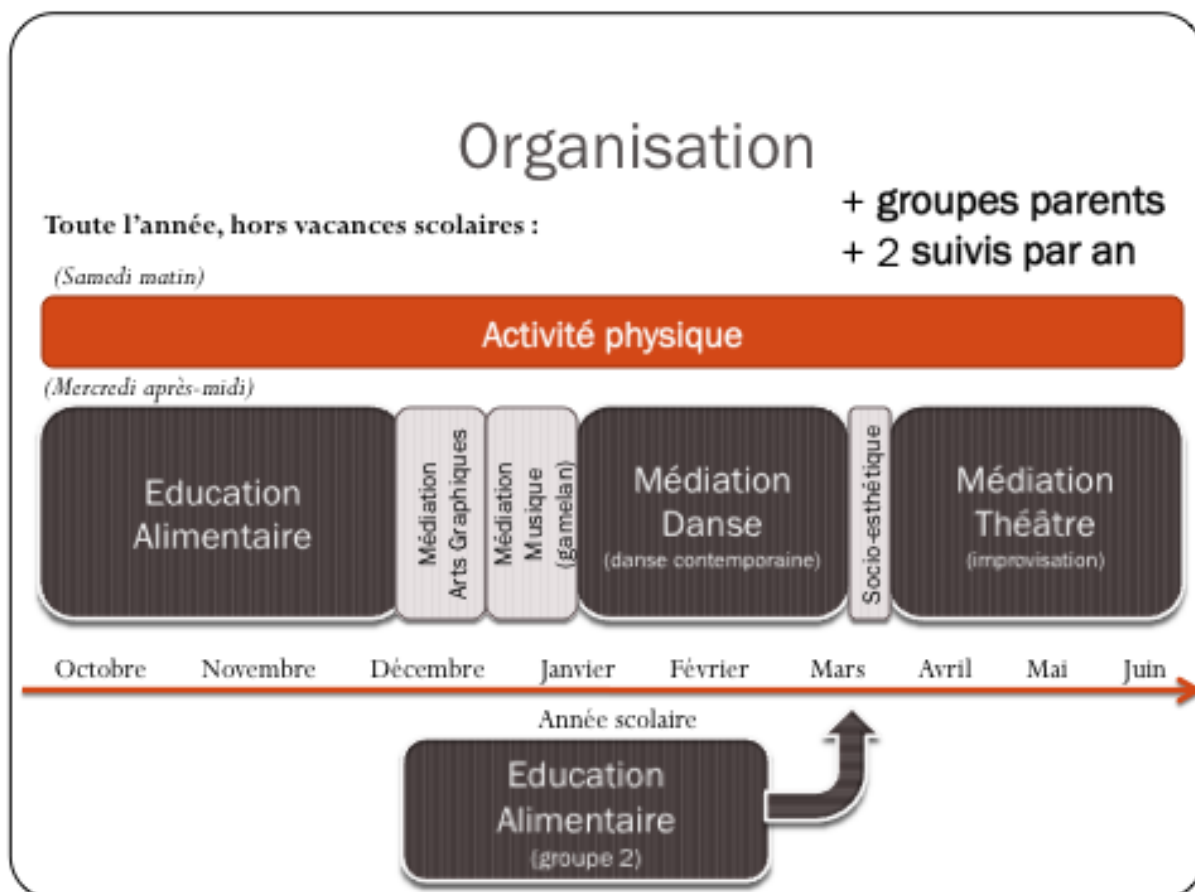 Organisation
+ groupes parents
+ 2 suivis par an
Toute l'année, hors vacances scolaires :
(Samedi matin)
Activité physique
(Mercredi après-midi)
Education
Alimentaire
Médiation
Arts Graphiques
Médiation
Musique
(gamelan)
Médiation
Danse
(danse contemporaine)
Socio-esthétique
Médiation
Théâtre
(improvisation)
Octobre Novembre Décembre Janvier Février Mars Avril Mai Juin
Année scolaire
Education
Alimentaire
(groupe 2)